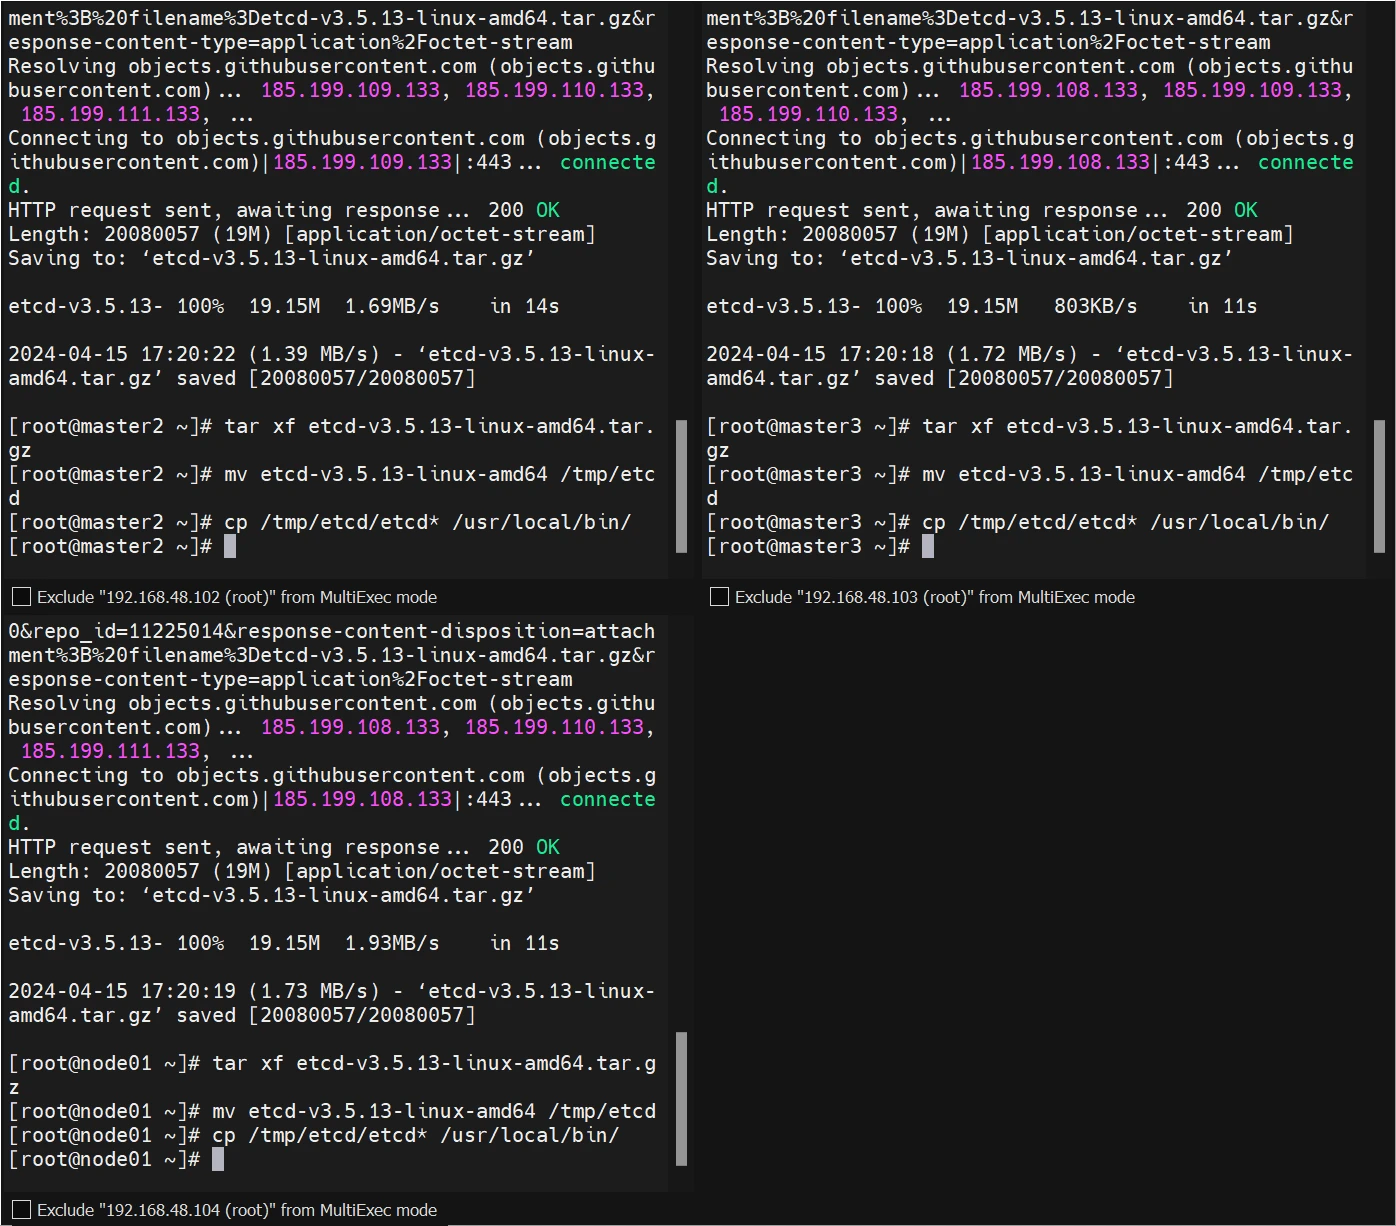 ment%3B%20filename%3Detcd-v3.5.13-linux-amd64.tar.gz&r
esponse-content-type=application%2Foctet-stream
Resolving objects.githubusercontent.com (objects.githu
busercontent.com)... 185.199.109.133, 185.199.110.133,
 185.199.111.133, ...
Connecting to objects.githubusercontent.com (objects.g
ithubusercontent.com)|185.199.109.133|:443... connecte
d.
HTTP request sent, awaiting response... 200 OK
Length: 20080057 (19M) [application/octet-stream]
Saving to: ‘etcd-v3.5.13-linux-amd64.tar.gz’

etcd-v3.5.13- 100%  19.15M  1.69MB/s    in 14s

2024-04-15 17:20:22 (1.39 MB/s) - ‘etcd-v3.5.13-linux-
amd64.tar.gz’ saved [20080057/20080057]

[root@master2 ~]# tar xf etcd-v3.5.13-linux-amd64.tar.
gz
[root@master2 ~]# mv etcd-v3.5.13-linux-amd64 /tmp/etc
d
[root@master2 ~]# cp /tmp/etcd/etcd* /usr/local/bin/
[root@master2 ~]#
Exclude "192.168.48.102 (root)" from MultiExec mode
ment%3B%20filename%3Detcd-v3.5.13-linux-amd64.tar.gz&r
esponse-content-type=application%2Foctet-stream
Resolving objects.githubusercontent.com (objects.githu
busercontent.com)... 185.199.108.133, 185.199.109.133,
 185.199.110.133, ...
Connecting to objects.githubusercontent.com (objects.g
ithubusercontent.com)|185.199.108.133|:443... connecte
d.
HTTP request sent, awaiting response... 200 OK
Length: 20080057 (19M) [application/octet-stream]
Saving to: ‘etcd-v3.5.13-linux-amd64.tar.gz’

etcd-v3.5.13- 100%  19.15M   803KB/s    in 11s

2024-04-15 17:20:18 (1.72 MB/s) - ‘etcd-v3.5.13-linux-
amd64.tar.gz’ saved [20080057/20080057]

[root@master3 ~]# tar xf etcd-v3.5.13-linux-amd64.tar.
gz
[root@master3 ~]# mv etcd-v3.5.13-linux-amd64 /tmp/etc
d
[root@master3 ~]# cp /tmp/etcd/etcd* /usr/local/bin/
[root@master3 ~]#
Exclude "192.168.48.103 (root)" from MultiExec mode
0&repo_id=11225014&response-content-disposition=attach
ment%3B%20filename%3Detcd-v3.5.13-linux-amd64.tar.gz&r
esponse-content-type=application%2Foctet-stream
Resolving objects.githubusercontent.com (objects.githu
busercontent.com)... 185.199.108.133, 185.199.110.133,
 185.199.111.133, ...
Connecting to objects.githubusercontent.com (objects.g
ithubusercontent.com)|185.199.108.133|:443... connecte
d.
HTTP request sent, awaiting response... 200 OK
Length: 20080057 (19M) [application/octet-stream]
Saving to: ‘etcd-v3.5.13-linux-amd64.tar.gz’

etcd-v3.5.13- 100%  19.15M  1.93MB/s    in 11s

2024-04-15 17:20:19 (1.73 MB/s) - ‘etcd-v3.5.13-linux-
amd64.tar.gz’ saved [20080057/20080057]

[root@node01 ~]# tar xf etcd-v3.5.13-linux-amd64.tar.g
z
[root@node01 ~]# mv etcd-v3.5.13-linux-amd64 /tmp/etcd
[root@node01 ~]# cp /tmp/etcd/etcd* /usr/local/bin/
[root@node01 ~]#
Exclude "192.168.48.104 (root)" from MultiExec mode